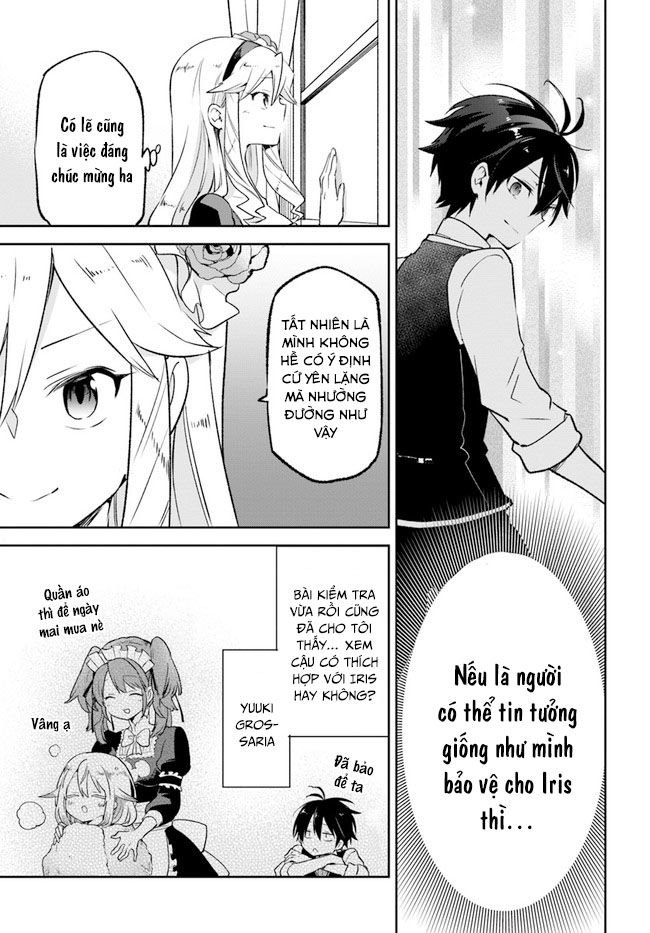 Nếu là người
có thể tin tưởng
giống như mình
bảo vệ cho Iris
thì...
Có lẽ cũng
là việc đáng
chúc mừng ha
TẤT NHIÊN LÀ
MÌNH KHÔNG
HỀ CÓ Ý ĐỊNH
CỨ YÊN LẶNG
MÀ NHƯỜNG
ĐƯỜNG NHƯ
VẬY
BÀI KIỂM TRA
VỪA RỒI CŨNG
ĐÃ CHO TÔI
THẤY... XEM
CẬU CÓ THÍCH
HỢP VỚI IRIS
HAY KHÔNG?
YUUKI
GROS-
SARIA
Đã bảo
để ta
Quần áo
thì để ngày
mai mua nè
Vâng ạ